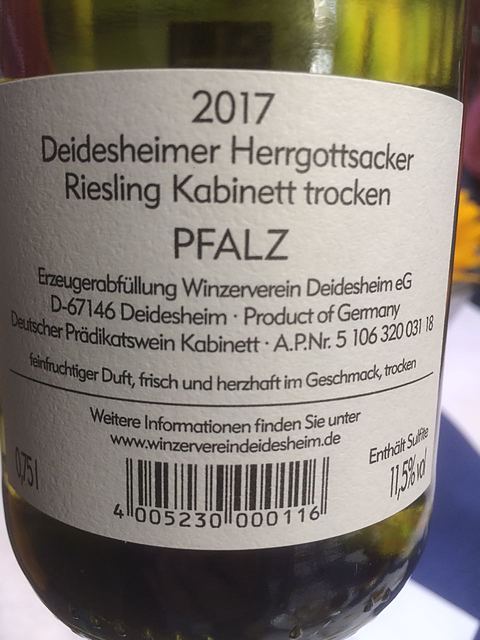 2017
Deidesheimer Herrgottsacker
Riesling Kabinett trocken
PFALZ
Erzeugerabfüllung Winzerverein Deidesheim eG
D-67146 Deidesheim · Product of Germany
Deutscher Prädikatswein Kabinett · A.P.Nr. 5 106 320 031 18
feinfruchtiger Duft, frisch und herzhaft im Geschmack, trocken
Weitere Informationen finden Sie unter
www.winzervereindeidesheim.de
0,75 l
Enthält Sulfite
11,5% vol
4 005230 000116